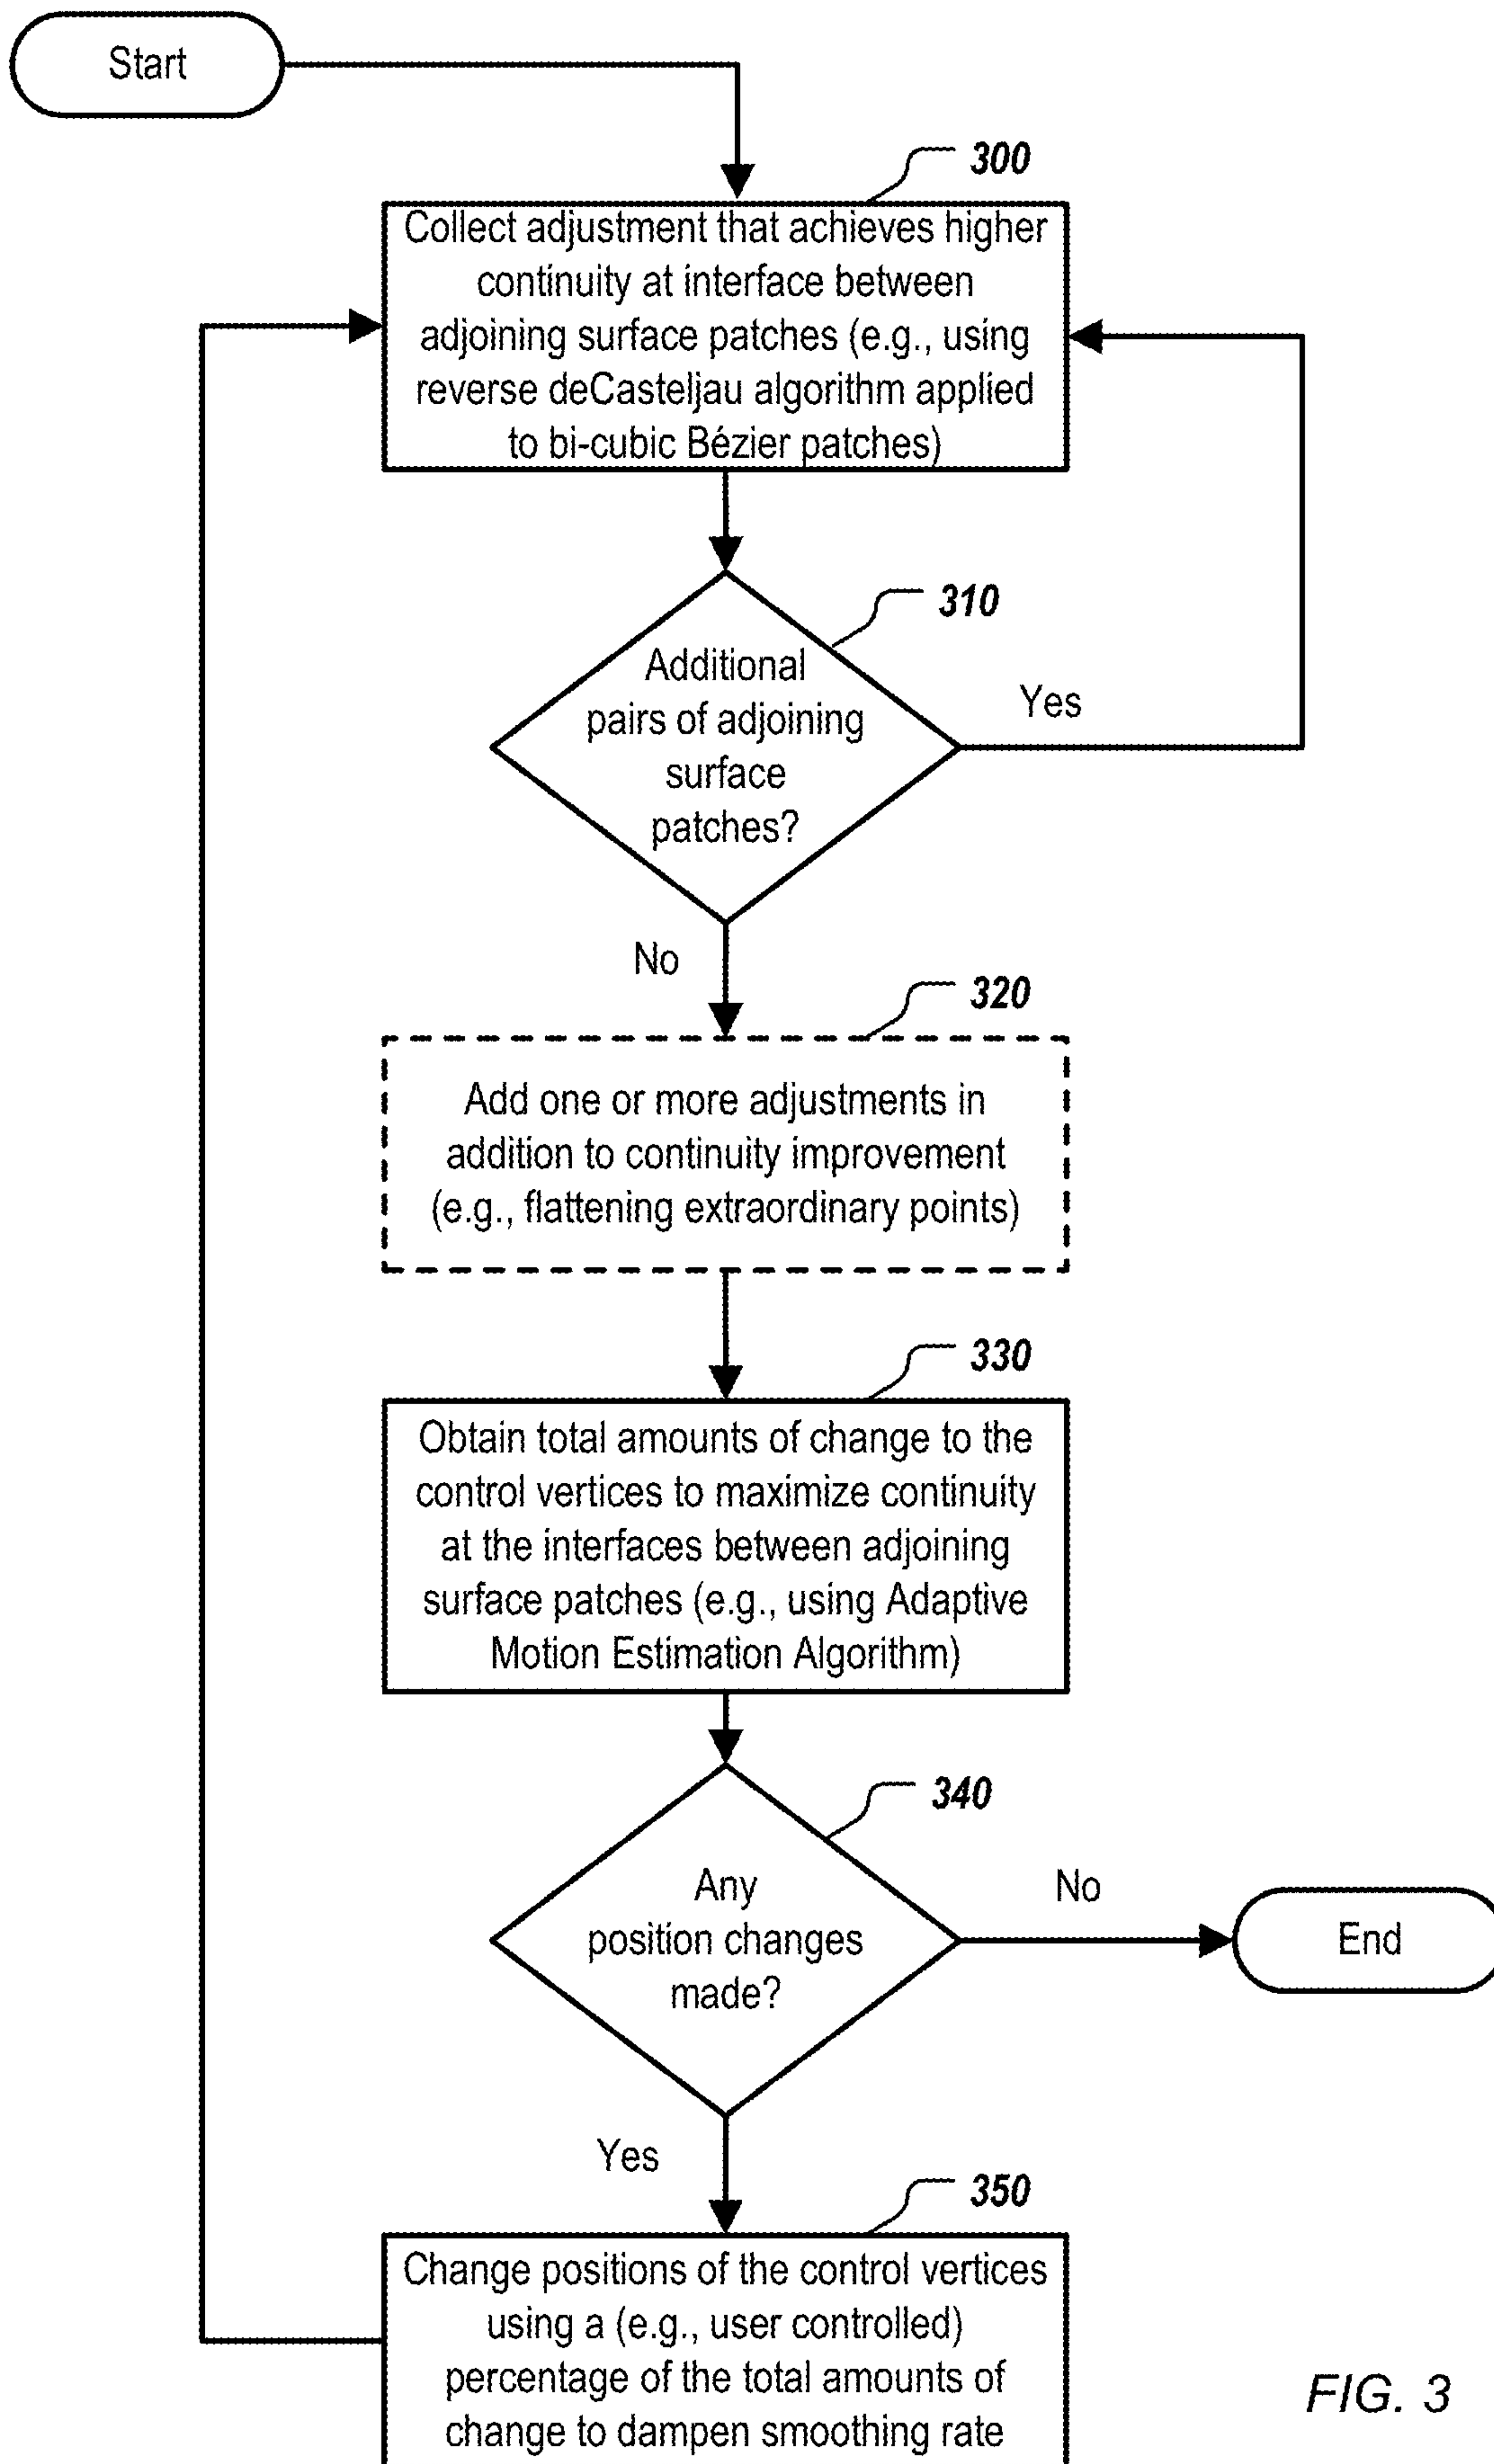 Start
300
Collect adjustment that achieves higher
continuity at interface between
adjoining surface patches (e.g., using
reverse deCasteljau algorithm applied
to bi-cubic Bézier patches)
310
Additional
pairs of adjoining
surface
patches?
Yes
No
320
Add one or more adjustments in
addition to continuity improvement
(e.g., flattening extraordinary points)
330
Obtain total amounts of change to the
control vertices to maximize continuity
at the interfaces between adjoining
surface patches (e.g., using Adaptive
Motion Estimation Algorithm)
340
Any
position changes
made?
No
End
Yes
350
Change positions of the control vertices
using a (e.g., user controlled)
percentage of the total amounts of
change to dampen smoothing rate
FIG. 3